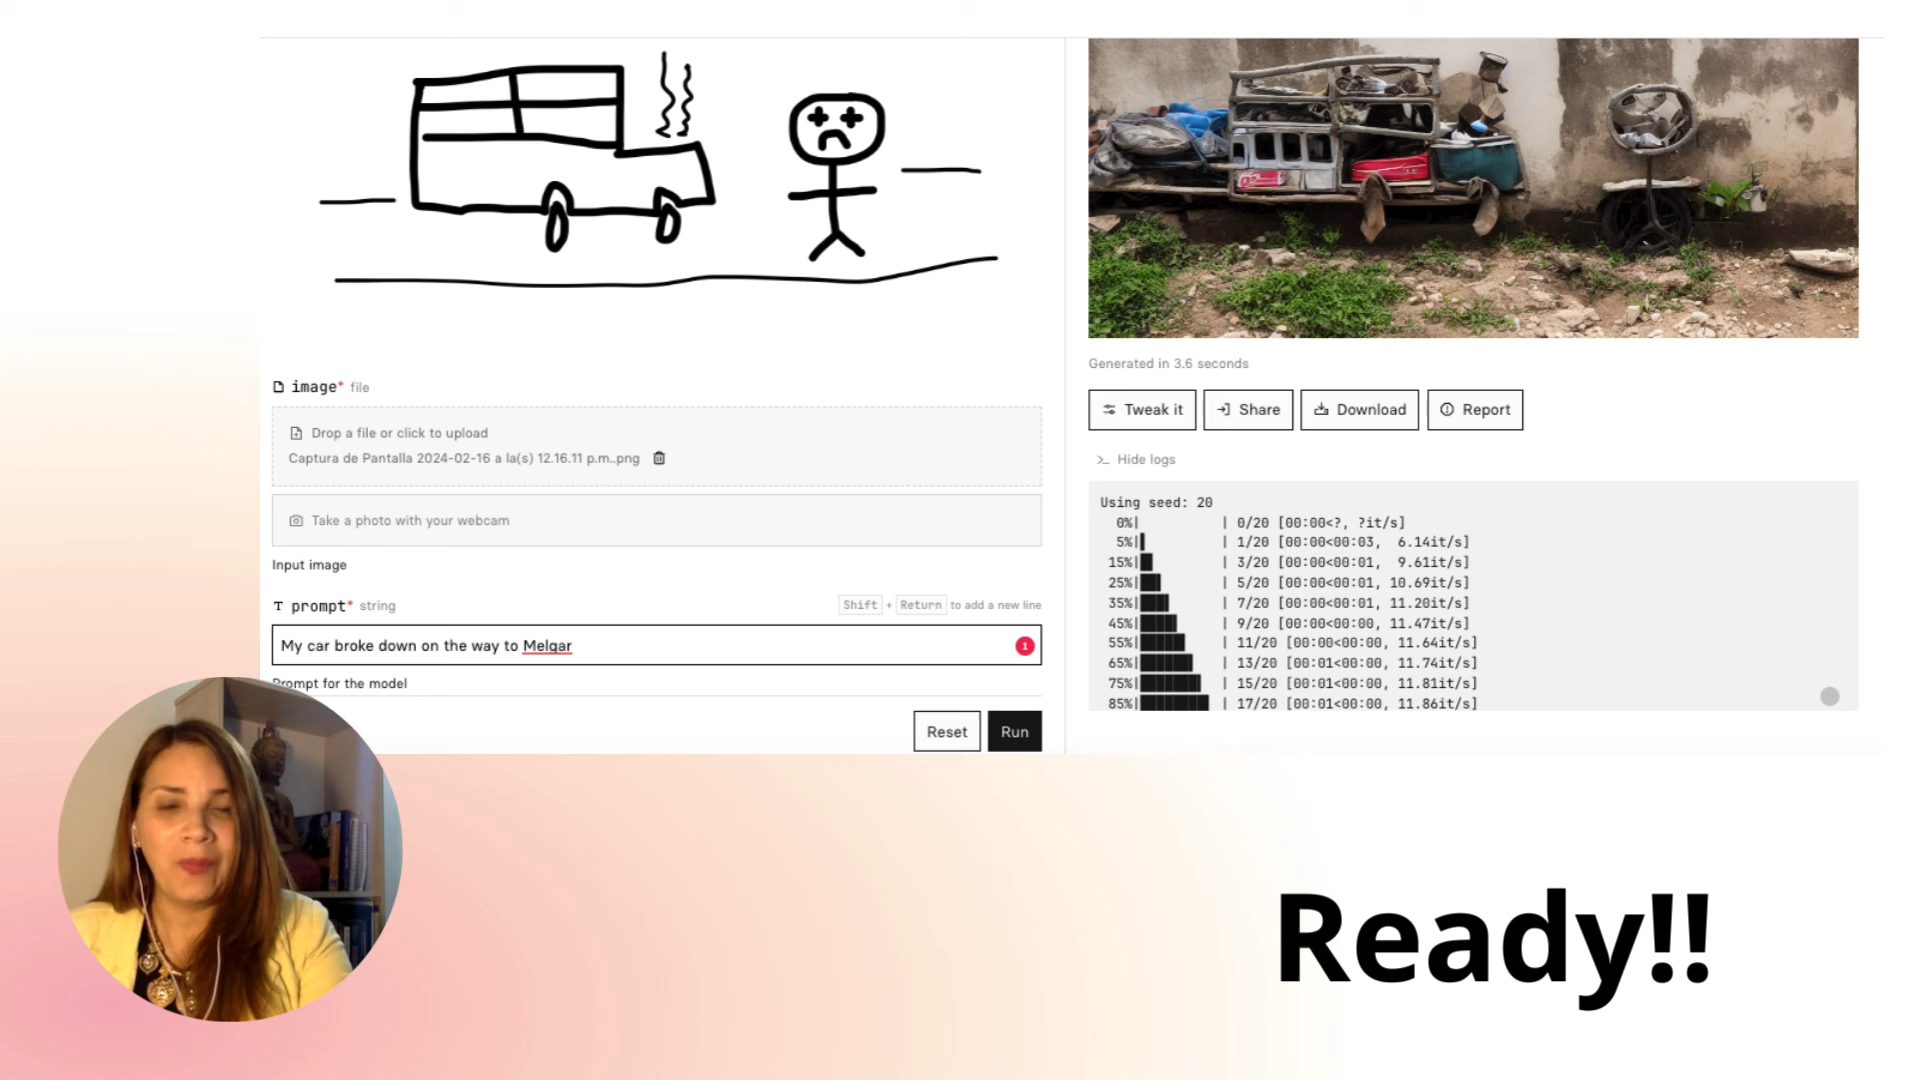 image* file
Drop a file or click to upload
Captura de Pantalla 2024-02-16 a la(s) 12.16.11 p.m..png
Take a photo with your webcam
Input image
T prompt* string
Shift + Return to add a new line
My car broke down on the way to Melgar
1
Prompt for the model
Reset
Run
Generated in 3.6 seconds
Tweak it
Share
Download
Report
>_ Hide logs
Using seed: 20
0%| | 0/20 [00:00<?, ?it/s]
5%| | 1/20 [00:00<00:03, 6.14it/s]
15%| | 3/20 [00:00<00:01, 9.61it/s]
25%| | 5/20 [00:00<00:01, 10.69it/s]
35%| | 7/20 [00:00<00:01, 11.20it/s]
45%| | 9/20 [00:00<00:00, 11.47it/s]
55%| | 11/20 [00:00<00:00, 11.64it/s]
65%| | 13/20 [00:01<00:00, 11.74it/s]
75%| | 15/20 [00:01<00:00, 11.81it/s]
85%| | 17/20 [00:01<00:00, 11.86it/s]
Ready!!